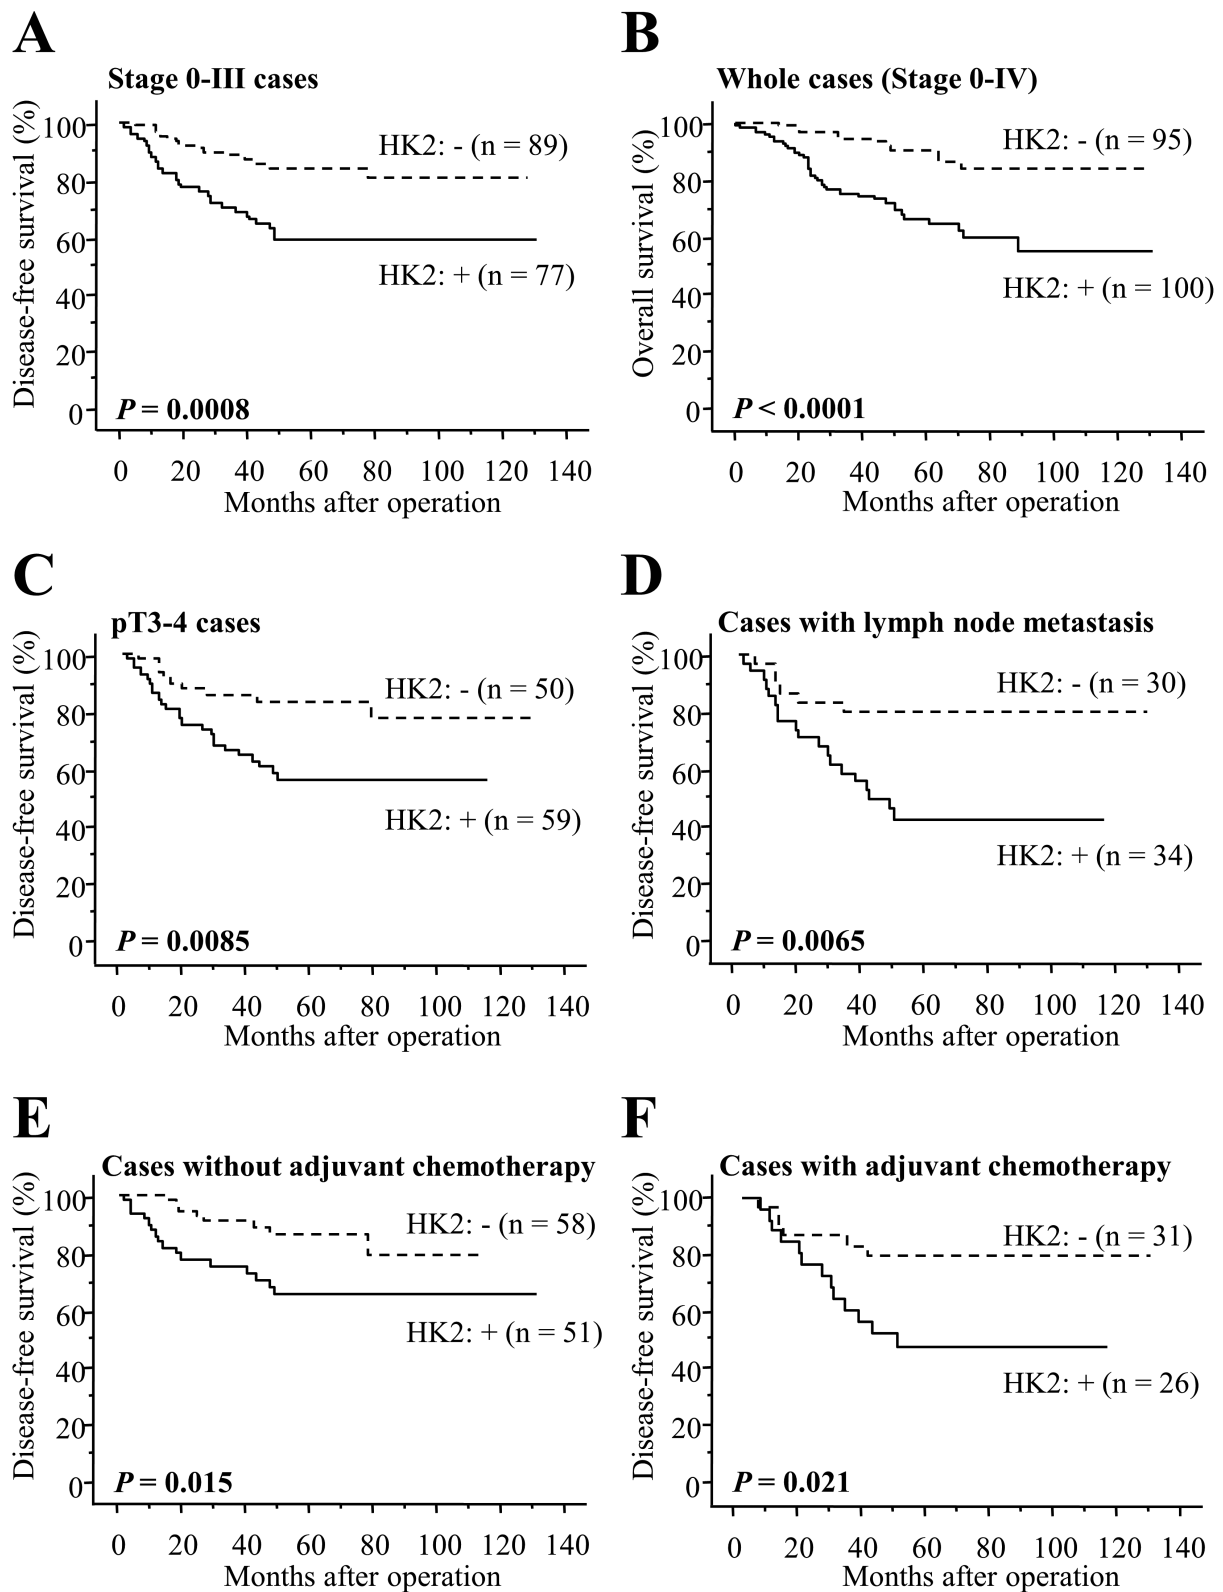 A
Stage 0-III cases
Disease-free survival (%)
100
80
60
40
20
0
HK2: - (n = 89)
HK2: + (n = 77)
P = 0.0008
0 20 40 60 80 100 120 140
Months after operation
B
Whole cases (Stage 0-IV)
Overall survival (%)
100
80
60
40
20
0
HK2: - (n = 95)
HK2: + (n = 100)
P < 0.0001
0 20 40 60 80 100 120 140
Months after operation
C
pT3-4 cases
Disease-free survival (%)
100
80
60
40
20
0
HK2: - (n = 50)
HK2: + (n = 59)
P = 0.0085
0 20 40 60 80 100 120 140
Months after operation
D
Cases with lymph node metastasis
Disease-free survival (%)
100
80
60
40
20
0
HK2: - (n = 30)
HK2: + (n = 34)
P = 0.0065
0 20 40 60 80 100 120 140
Months after operation
E
Cases without adjuvant chemotherapy
Disease-free survival (%)
100
80
60
40
20
0
HK2: - (n = 58)
HK2: + (n = 51)
P = 0.015
0 20 40 60 80 100 120 140
Months after operation
F
Cases with adjuvant chemotherapy
Disease-free survival (%)
100
80
60
40
20
0
HK2: - (n = 31)
HK2: + (n = 26)
P = 0.021
0 20 40 60 80 100 120 140
Months after operation